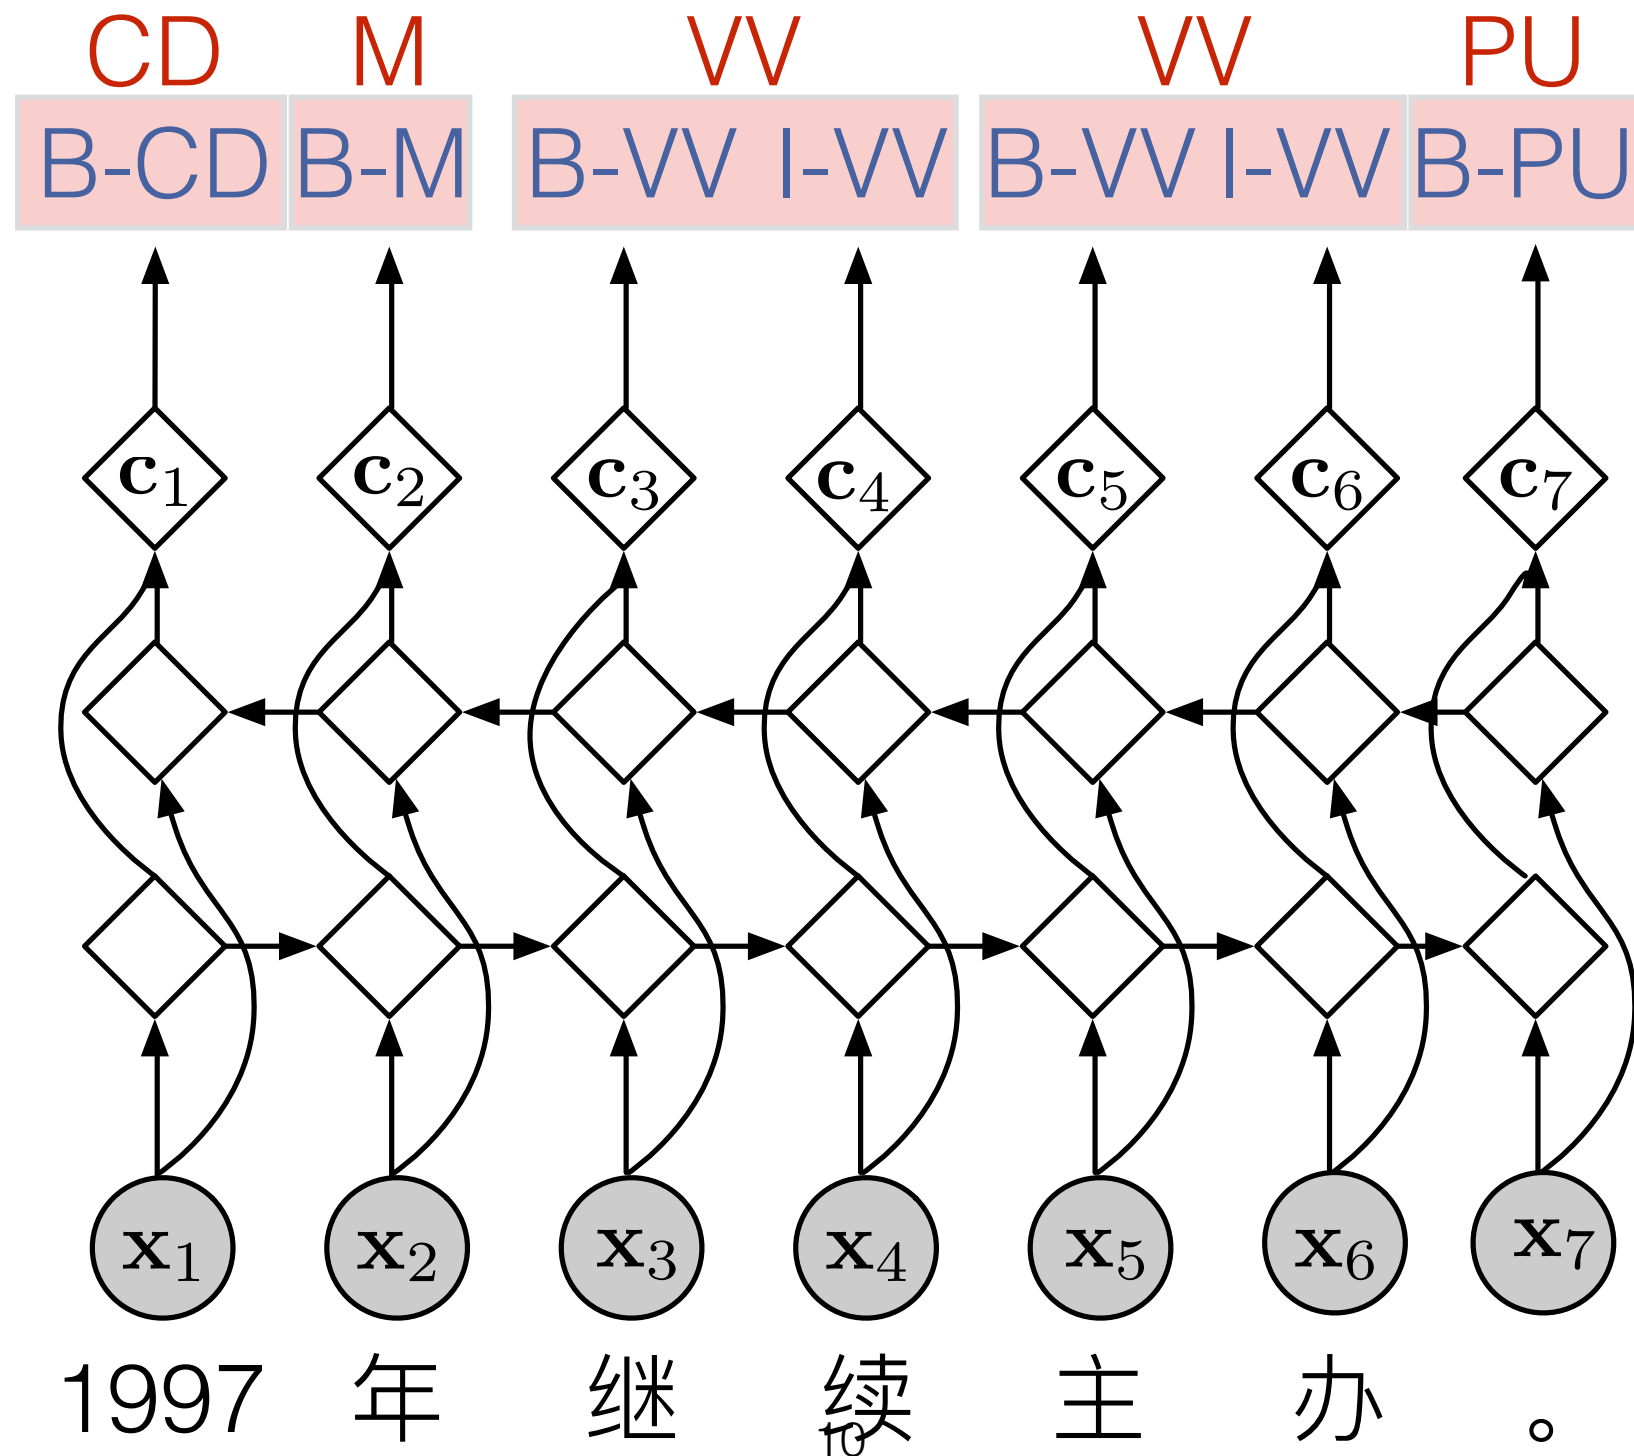 CD M VV VV PU
B-CD B-M B-VV I-VV B-VV I-VV B-PU
c1 c2 c3 c4 c5 c6 c7
x1 x2 x3 x4 x5 x6 x7
1997 年 继 续 主 办 。
10